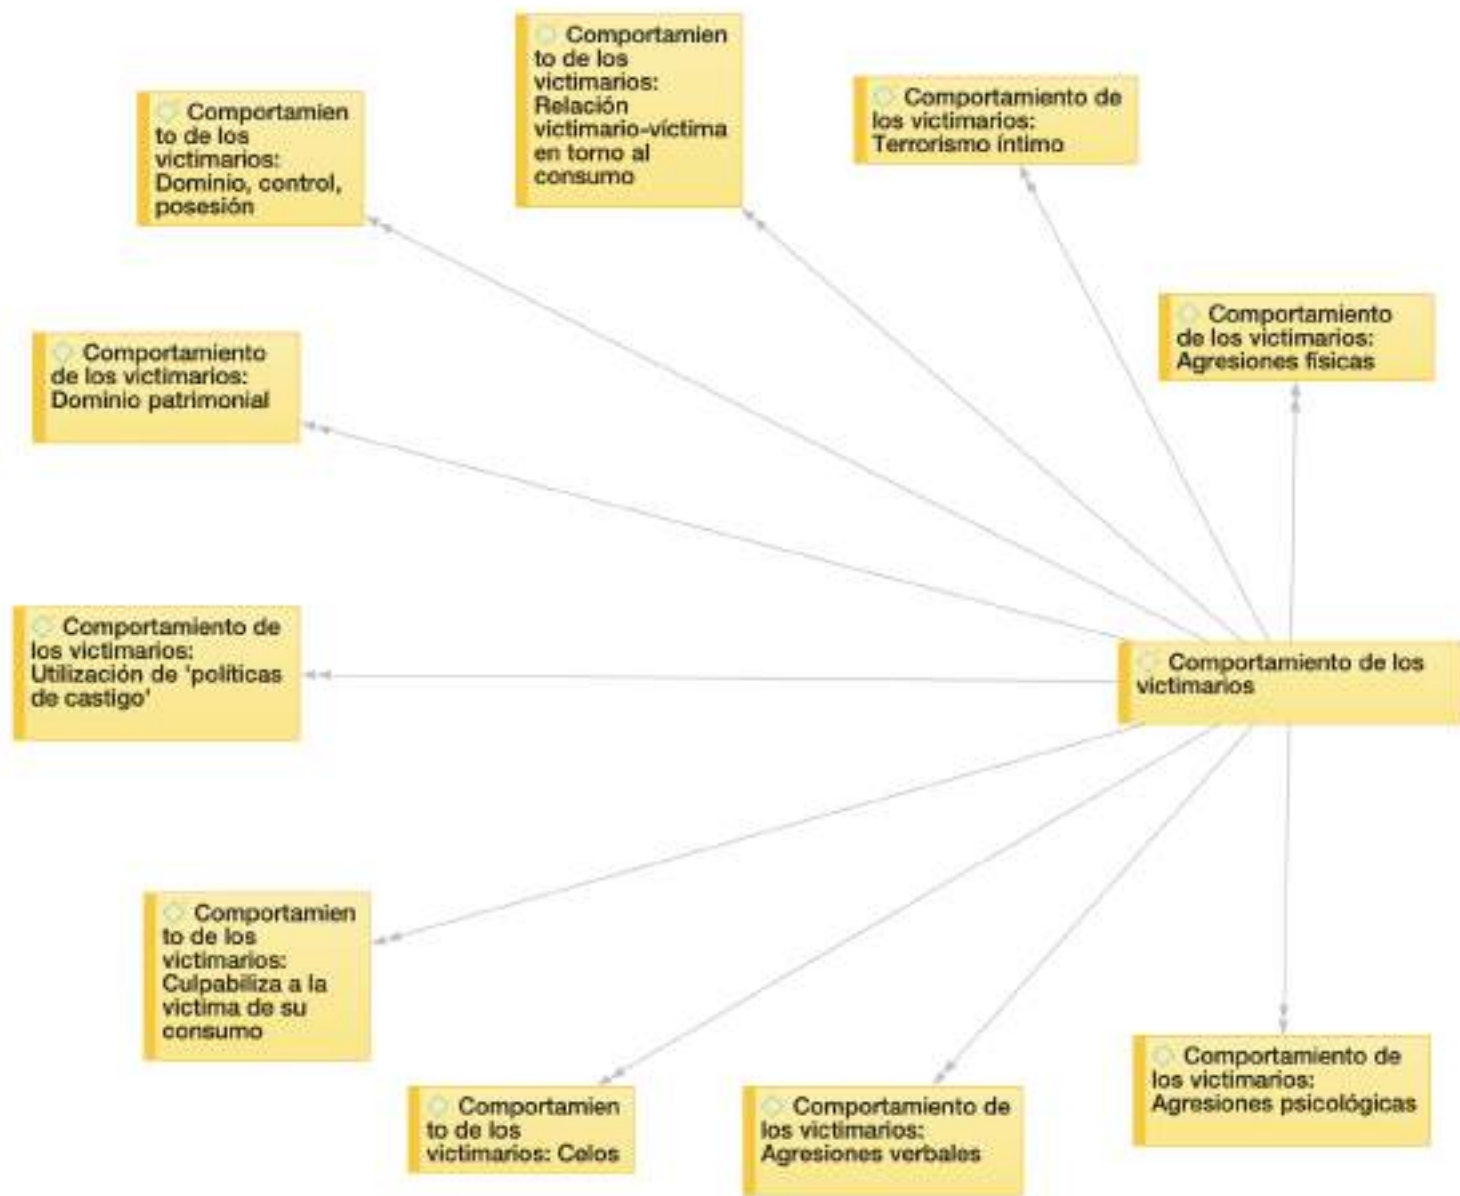 Comportamien
to de los
victimarios:
Relación
victimario-víctima
en torno al
consumo
Comportamiento de
los victimarios:
Terrorismo íntimo
Comportamien
to de los
victimarios:
Dominio, control,
posesión
Comportamiento
de los victimarios:
Agresiones físicas
Comportamiento
de los victimarios:
Dominio patrimonial
Comportamiento de
los victimarios:
Utilización de 'políticas
de castigo'
Comportamiento de los
victimarios
Comportamien
to de los
victimarios:
Culpabiliza a la
victima de su
consumo
Comportamiento de
los victimarios:
Agresiones psicológicas
Comportamien
to de los
victimarios: Celos
Comportamiento de
los victimarios:
Agresiones verbales